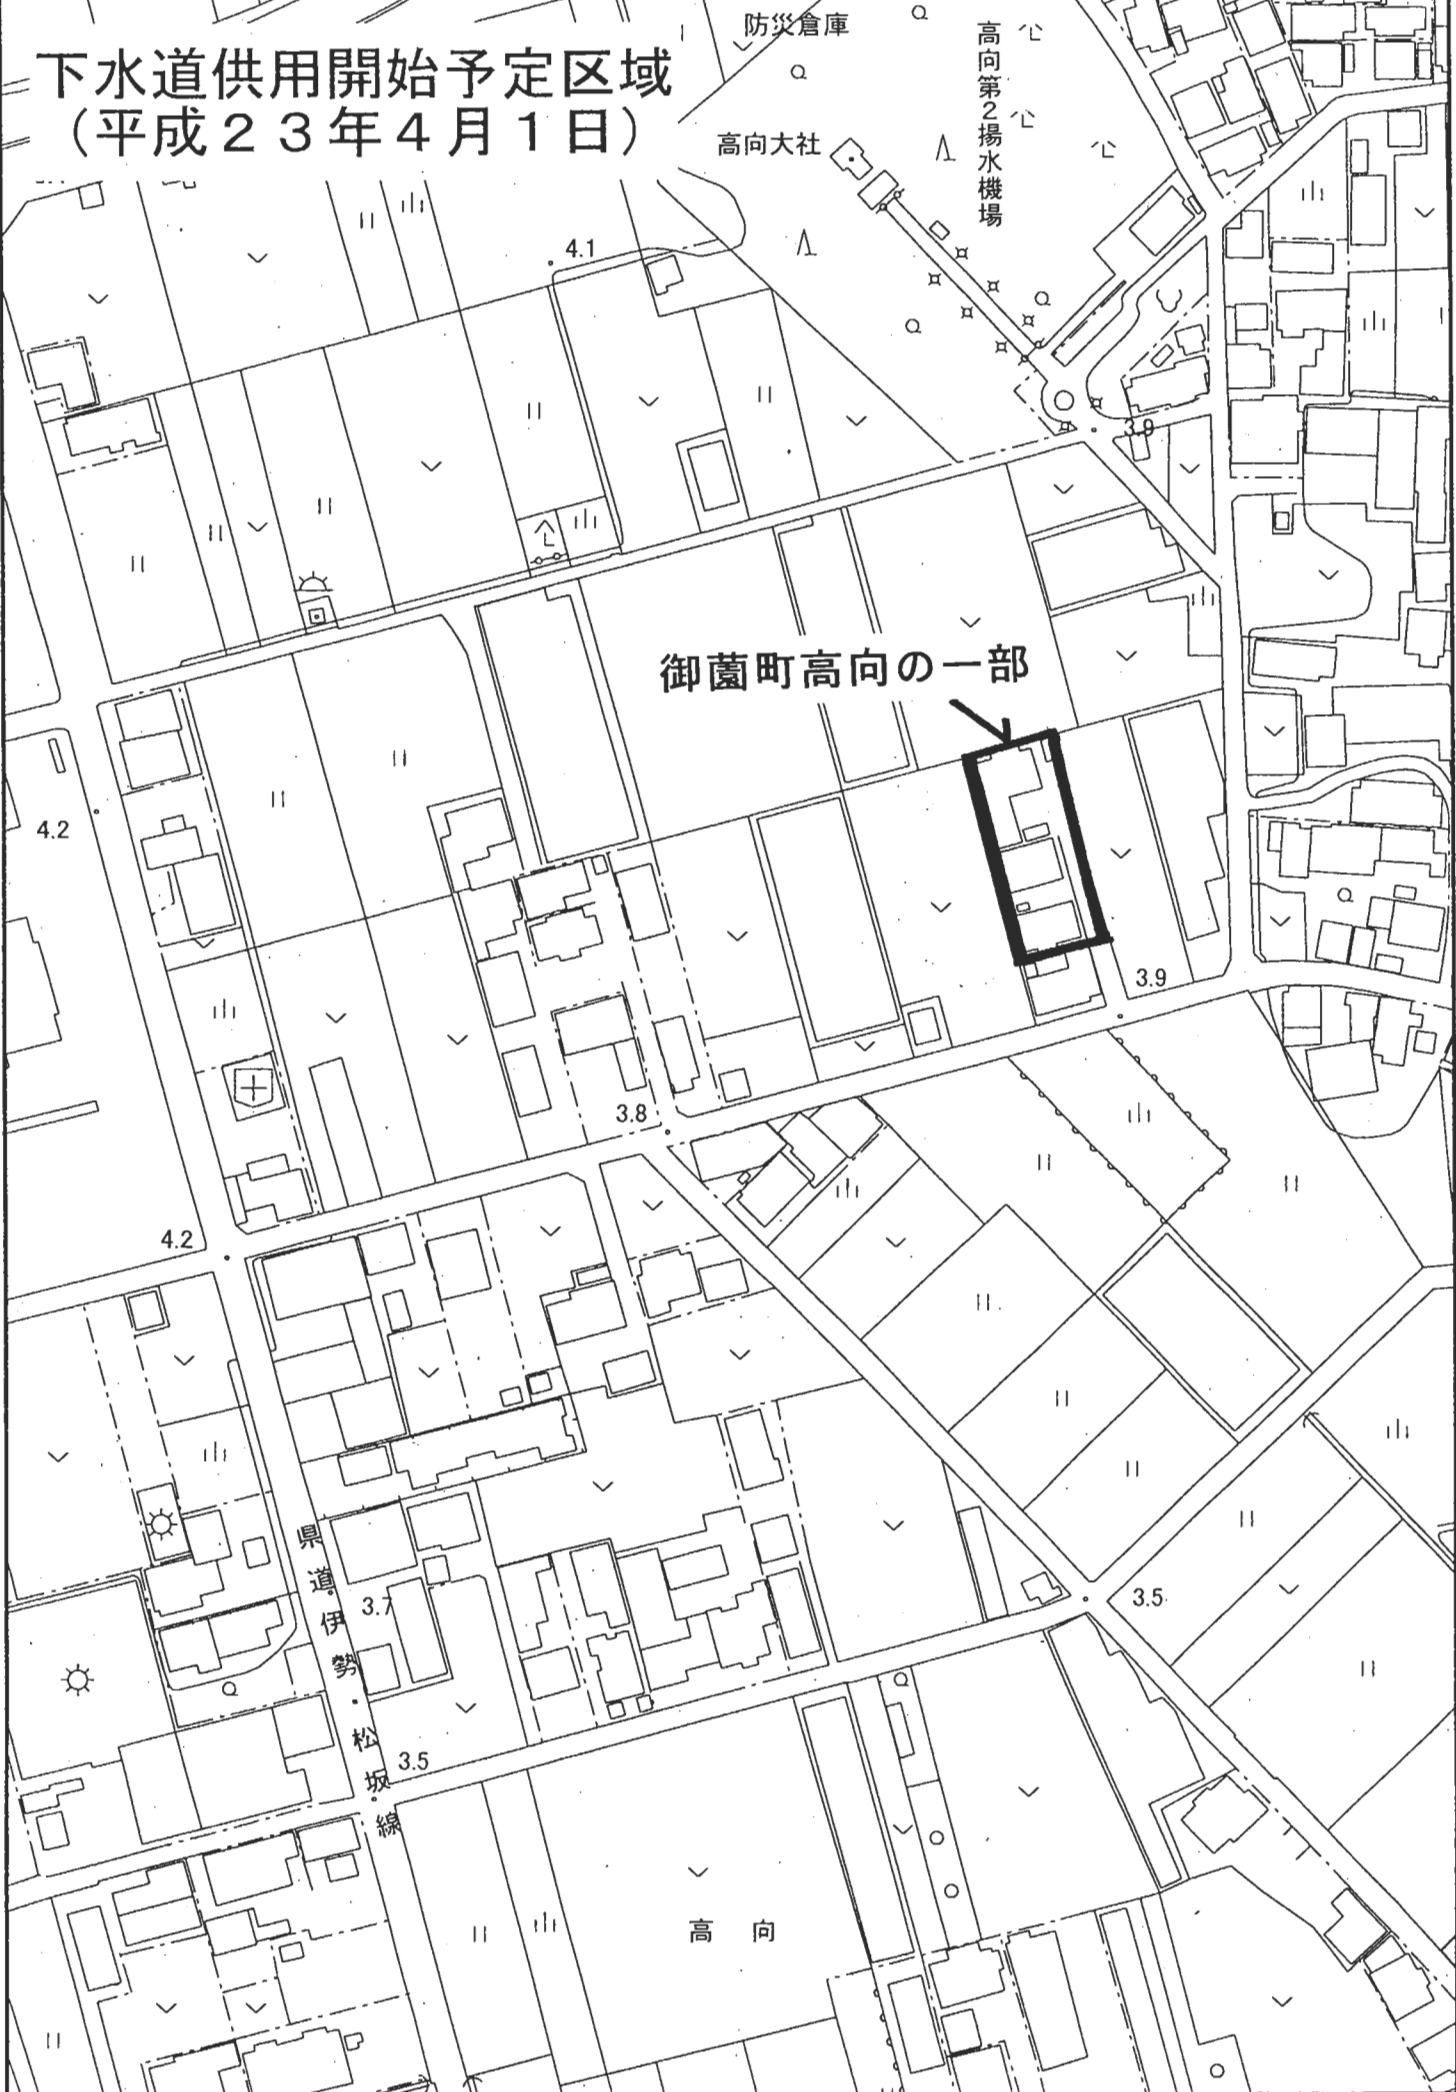 下水道供用開始予定区域
（平成２３年４月１日）
防災倉庫
高向第２揚水機場
高向大社
4.1
3.9
御薗町高向の一部
4.2
3.9
3.8
4.2
3.5
3.7
県道伊勢・松坂線
3.5
高向